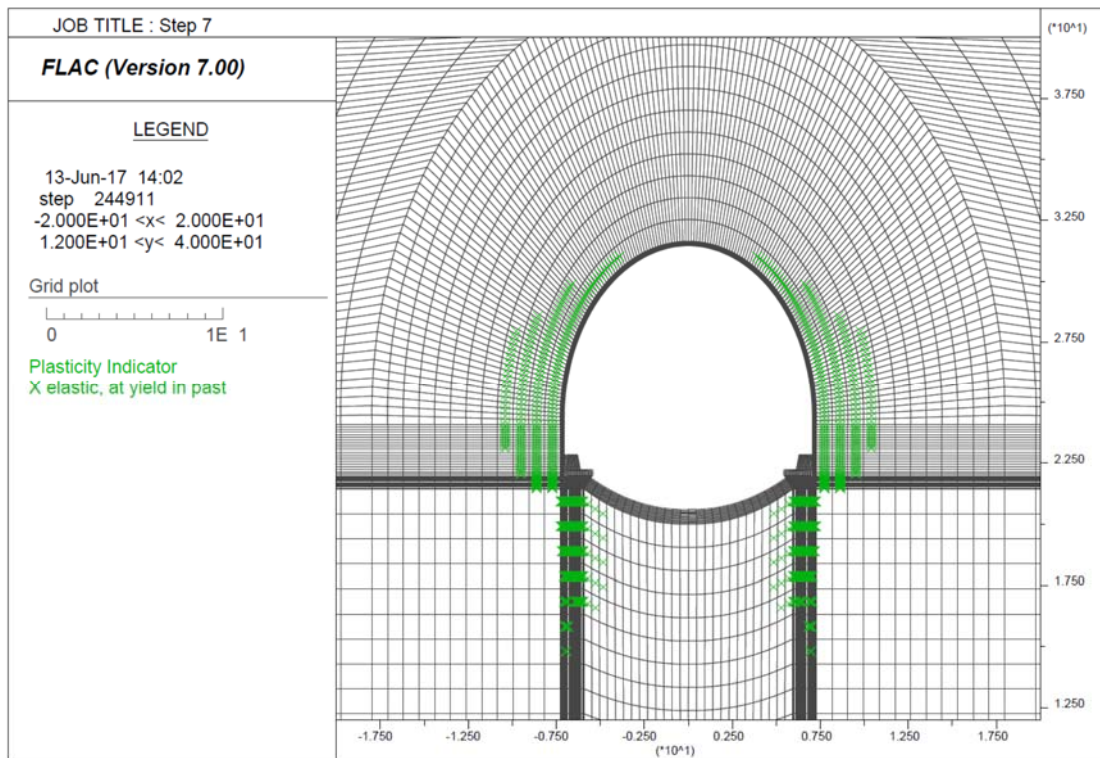 JOB TITLE : Step 7
FLAC (Version 7.00)
LEGEND
13-Jun-17 14:02
step 244911
-2.000E+01 <x< 2.000E+01
1.200E+01 <y< 4.000E+01
Grid plot
0 1E 1
Plasticity Indicator
X elastic, at yield in past
(*10^1)
3.750
3.250
2.750
2.250
1.750
1.250
-1.750 -1.250 -0.750 -0.250 0.250 0.750 1.250 1.750
(*10^1)